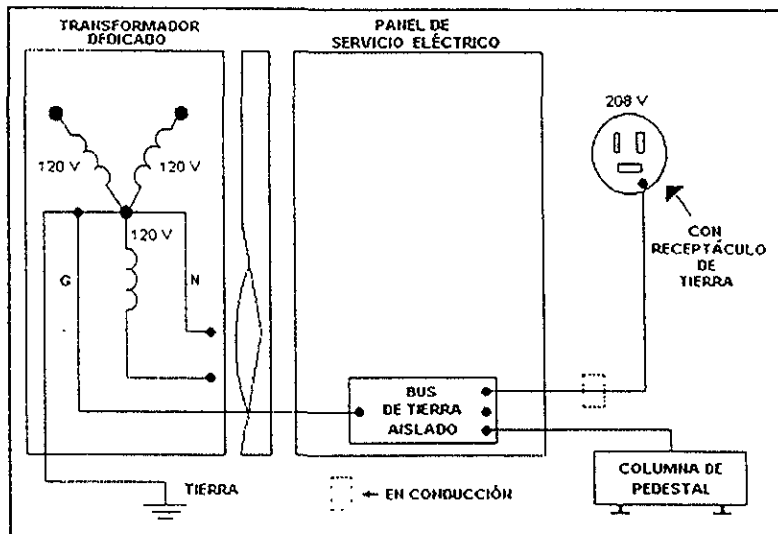 TRANSFORMADOR
DEDICADO
PANEL DE
SERVICIO ELÉCTRICO
208 V
120 V
120 V
120 V
G
N
CON
RECEPTÁCULO
DE
TIERRA
BUS
DE TIERRA
AISLADO
TIERRA
← EN CONDUCCIÓN
COLUMNA DE
PEDESTAL